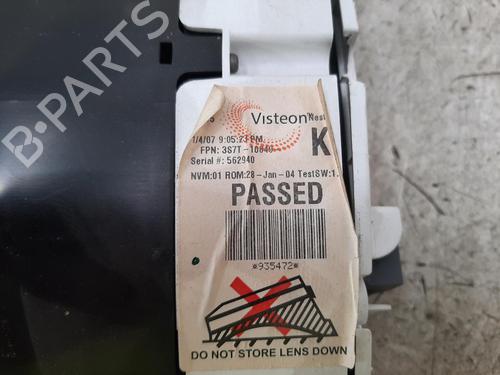 B-PARTS
Visteon
1/4/07 9:05:23 PM
K
FPN: 3S7T-10849-
Serial #: 562940
NVM:01 ROM:28-Jan-04 TestSW:1.
PASSED
*935472*
DO NOT STORE LENS DOWN